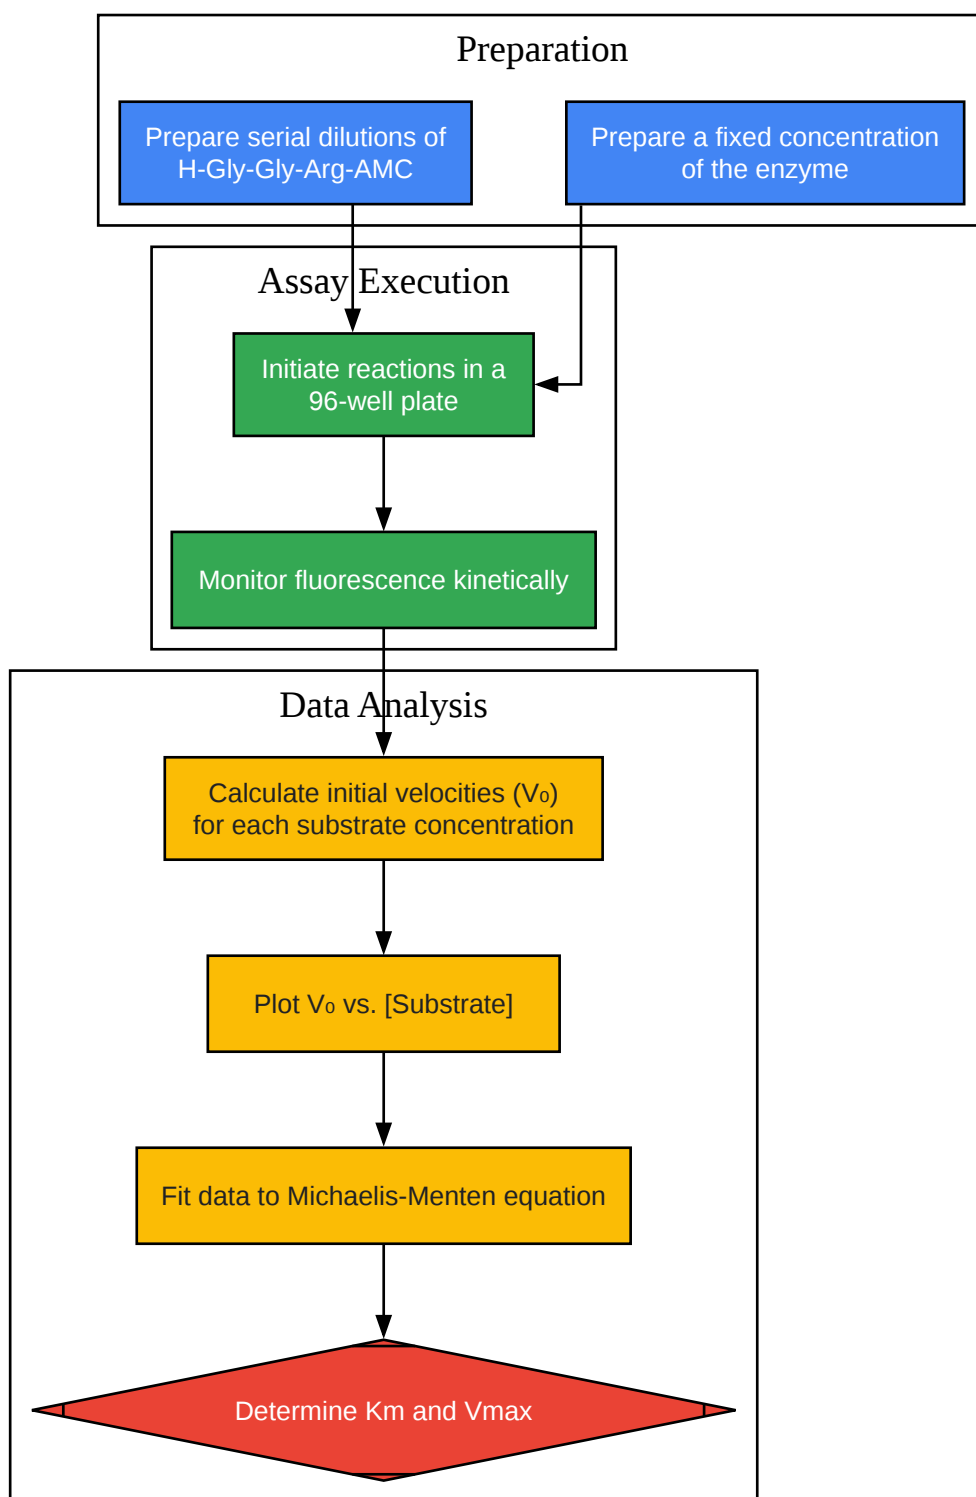 Preparation
Prepare serial dilutions of
H-Gly-Gly-Arg-AMC
Prepare a fixed concentration
of the enzyme
Assay Execution
Initiate reactions in a
96-well plate
Monitor fluorescence kinetically
Data Analysis
Calculate initial velocities (V₀)
for each substrate concentration
Plot V₀ vs. [Substrate]
Fit data to Michaelis-Menten equation
Determine Km and Vmax